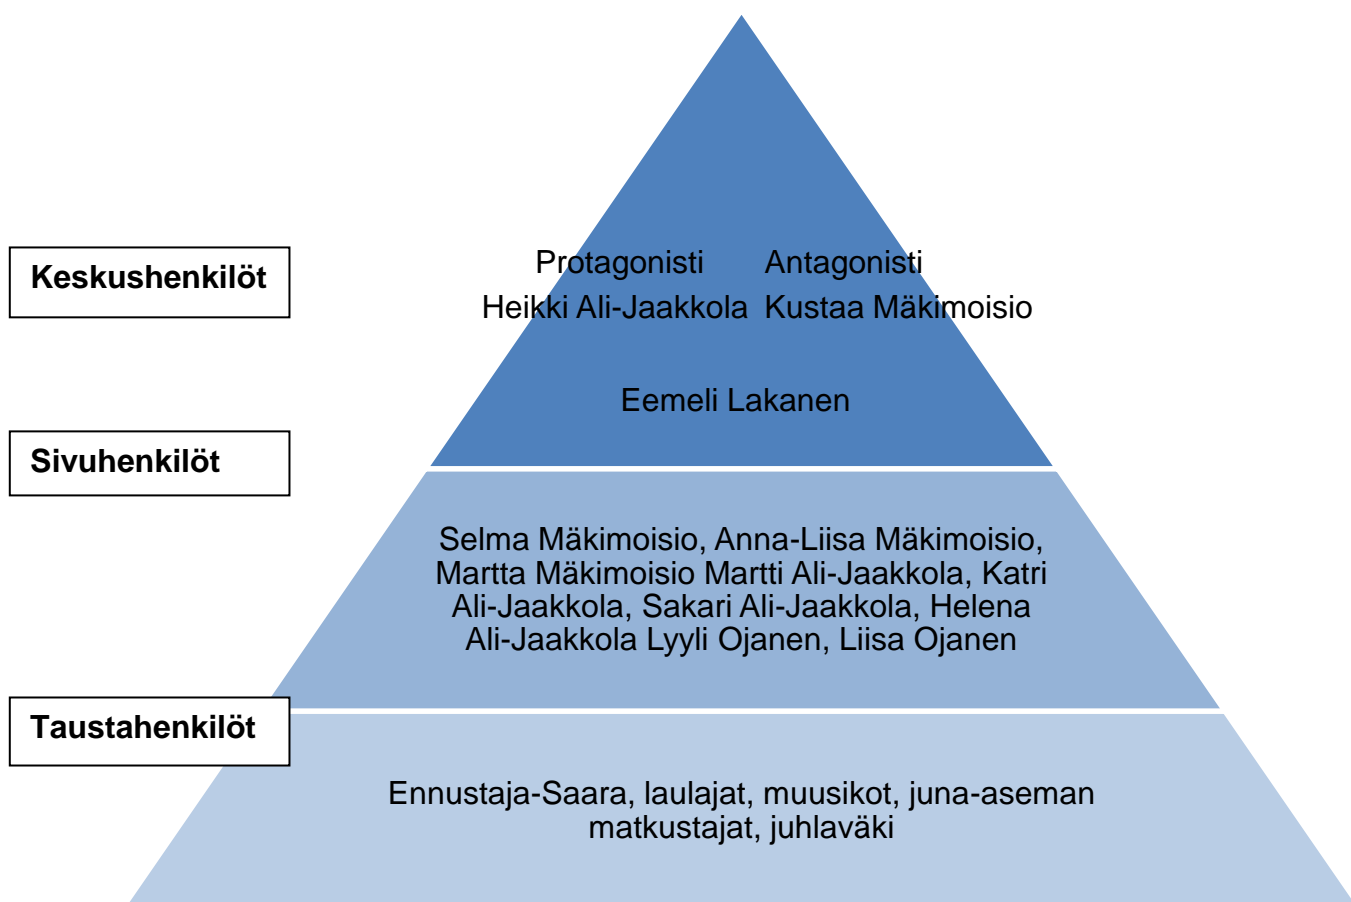 Keskushenkilöt
Protagonisti Antagonisti
Heikki Ali-Jaakkola Kustaa Mäkimoisio
Eemeli Lakanen
Sivuhenkilöt
Selma Mäkimoisio, Anna-Liisa Mäkimoisio,
Martta Mäkimoisio Martti Ali-Jaakkola, Katri
Ali-Jaakkola, Sakari Ali-Jaakkola, Helena
Ali-Jaakkola Lyyli Ojanen, Liisa Ojanen
Taustahenkilöt
Ennustaja-Saara, laulajat, muusikot, juna-aseman
matkustajat, juhlaväki